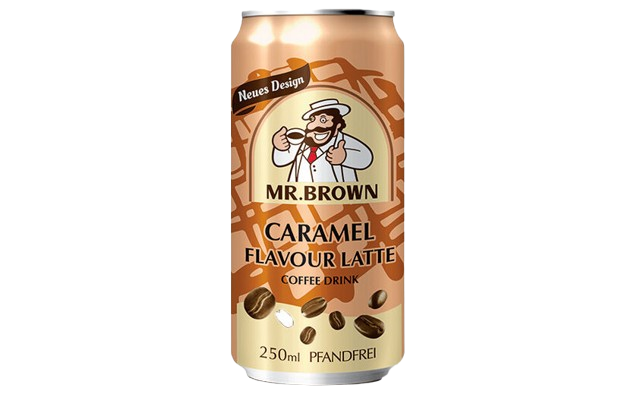 Neues Design
MR.BROWN
CARAMEL
FLAVOUR LATTE
COFFEE DRINK
250ml PFANDFREI